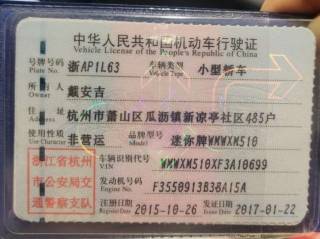 中华人民共和国机动车行驶证
Vehicle License of the People's Republic of China
号牌号码 浙AP1L63 车辆类型 小型轿车
Plate No. Vehicle Type
所有人 戴安吉
Owner
住址 杭州市萧山区瓜沥镇新凉亭社区485户
Address
使用性质 非营运 品牌型号 迷你牌WMWXM510
Use Character Model
浙江省杭州市公安局交通警察支队
车辆识别代号 WMWXM510XF3A10699
VIN
发动机号码 F3550913B38A15A
Engine No.
注册日期 2015-10-26 发证日期 2017-01-22
Register Date Issue Date